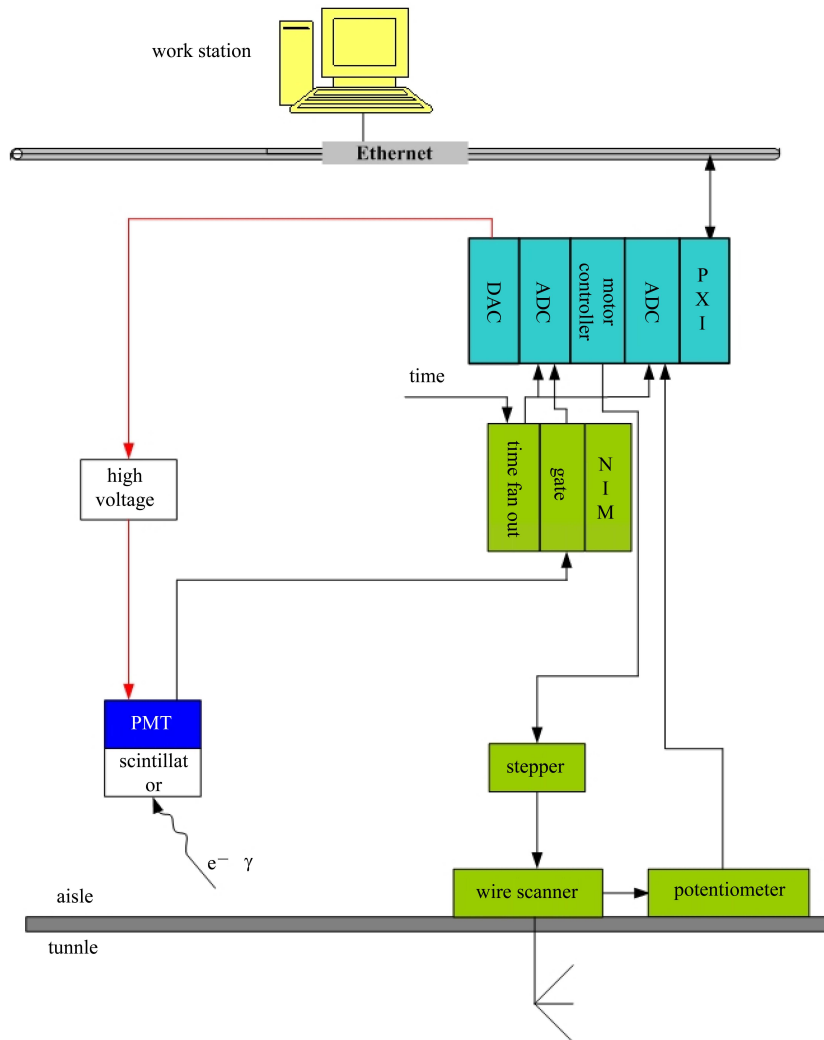 work station
Ethernet
DAC
ADC
motor
controller
ADC
P
X
I
time
time fan out
gate
N
I
M
high
voltage
PMT
scintillat
or
e− γ
stepper
wire scanner
potentiometer
aisle
tunnle